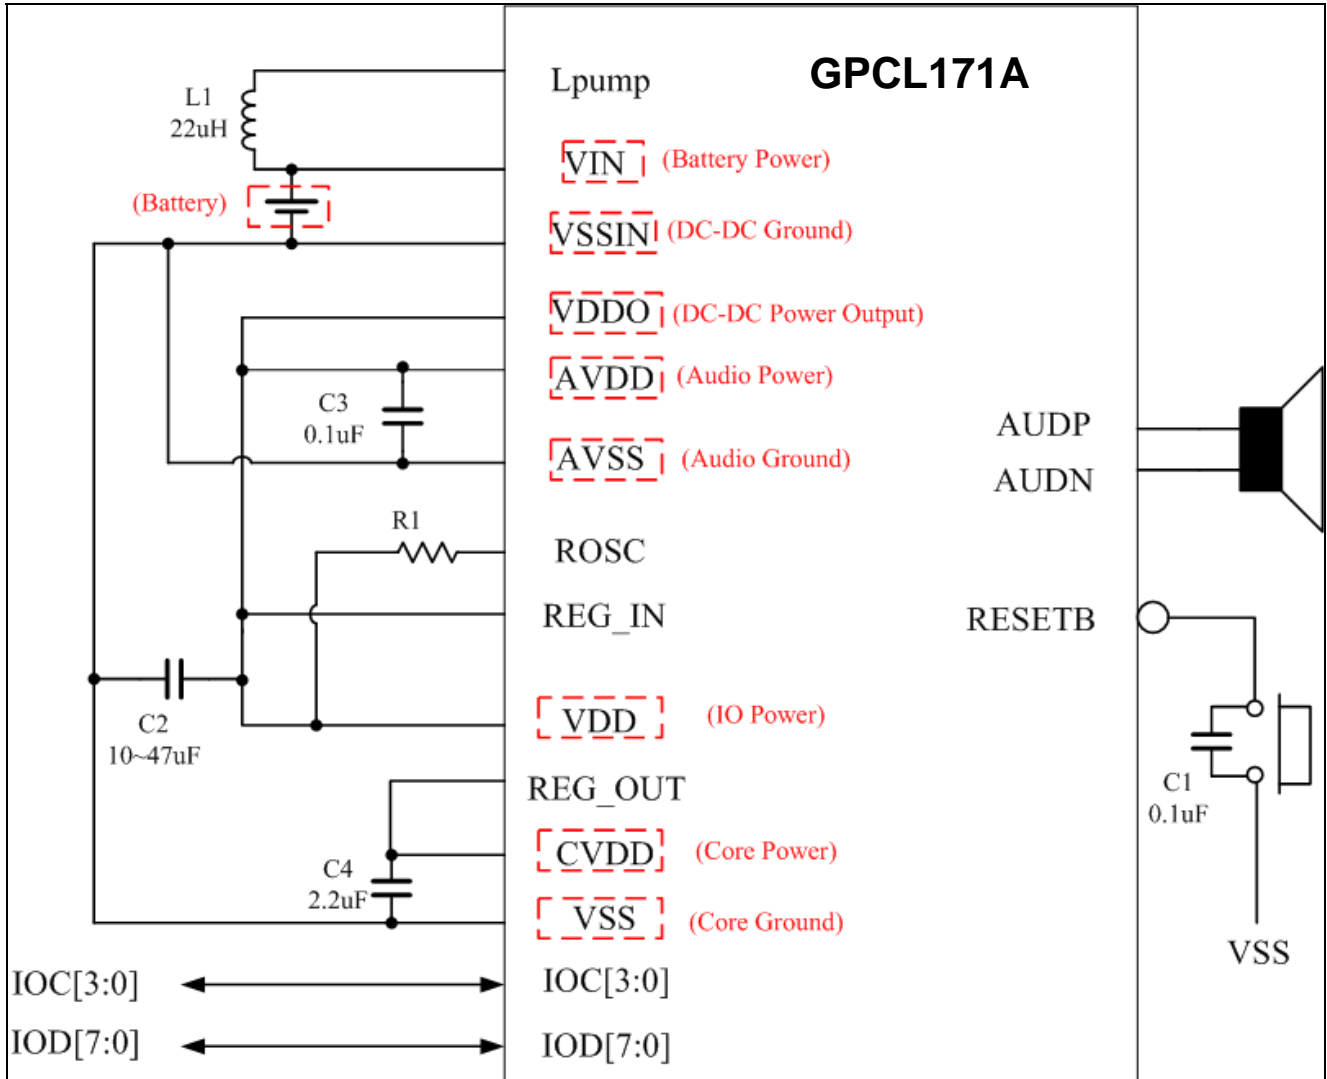 GPCL171A
Lpump
L1
22uH
VIN (Battery Power)
(Battery)
VSSIN (DC-DC Ground)
VDDO (DC-DC Power Output)
AVDD (Audio Power)
C3
0.1uF
AVSS (Audio Ground)
AUDP
AUDN
R1
ROSC
REG_IN
RESETB
C2
10~47uF
VDD (IO Power)
REG_OUT
C1
0.1uF
CVDD (Core Power)
C4
2.2uF
VSS (Core Ground)
VSS
IOC[3:0] IOC[3:0]
IOD[7:0] IOD[7:0]